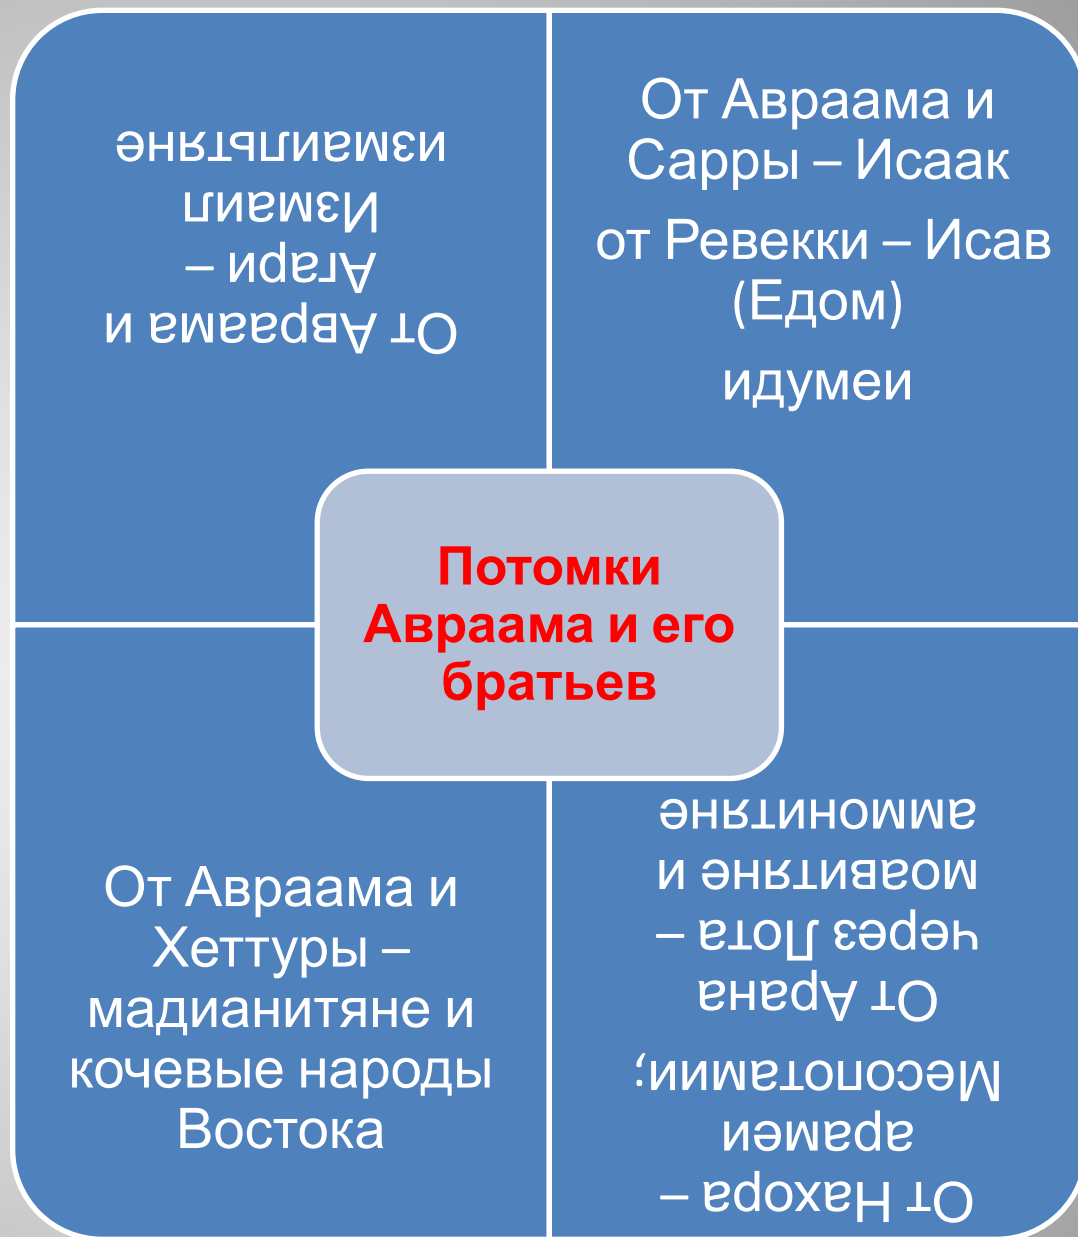 От Авраама и
Агари –
Измаил
измаилытяне
От Авраама и
Сарры – Исаак
от Ревекки – Исав
(Едом)
идумеи
Потомки
Авраама и его
братьев
От Авраама и
Хеттуры –
мадианитяне и
кочевые народы
Востока
От Нахора –
арамеи
Месопотамии;
От Арана
через Лота –
моавитяне и
аммонитяне